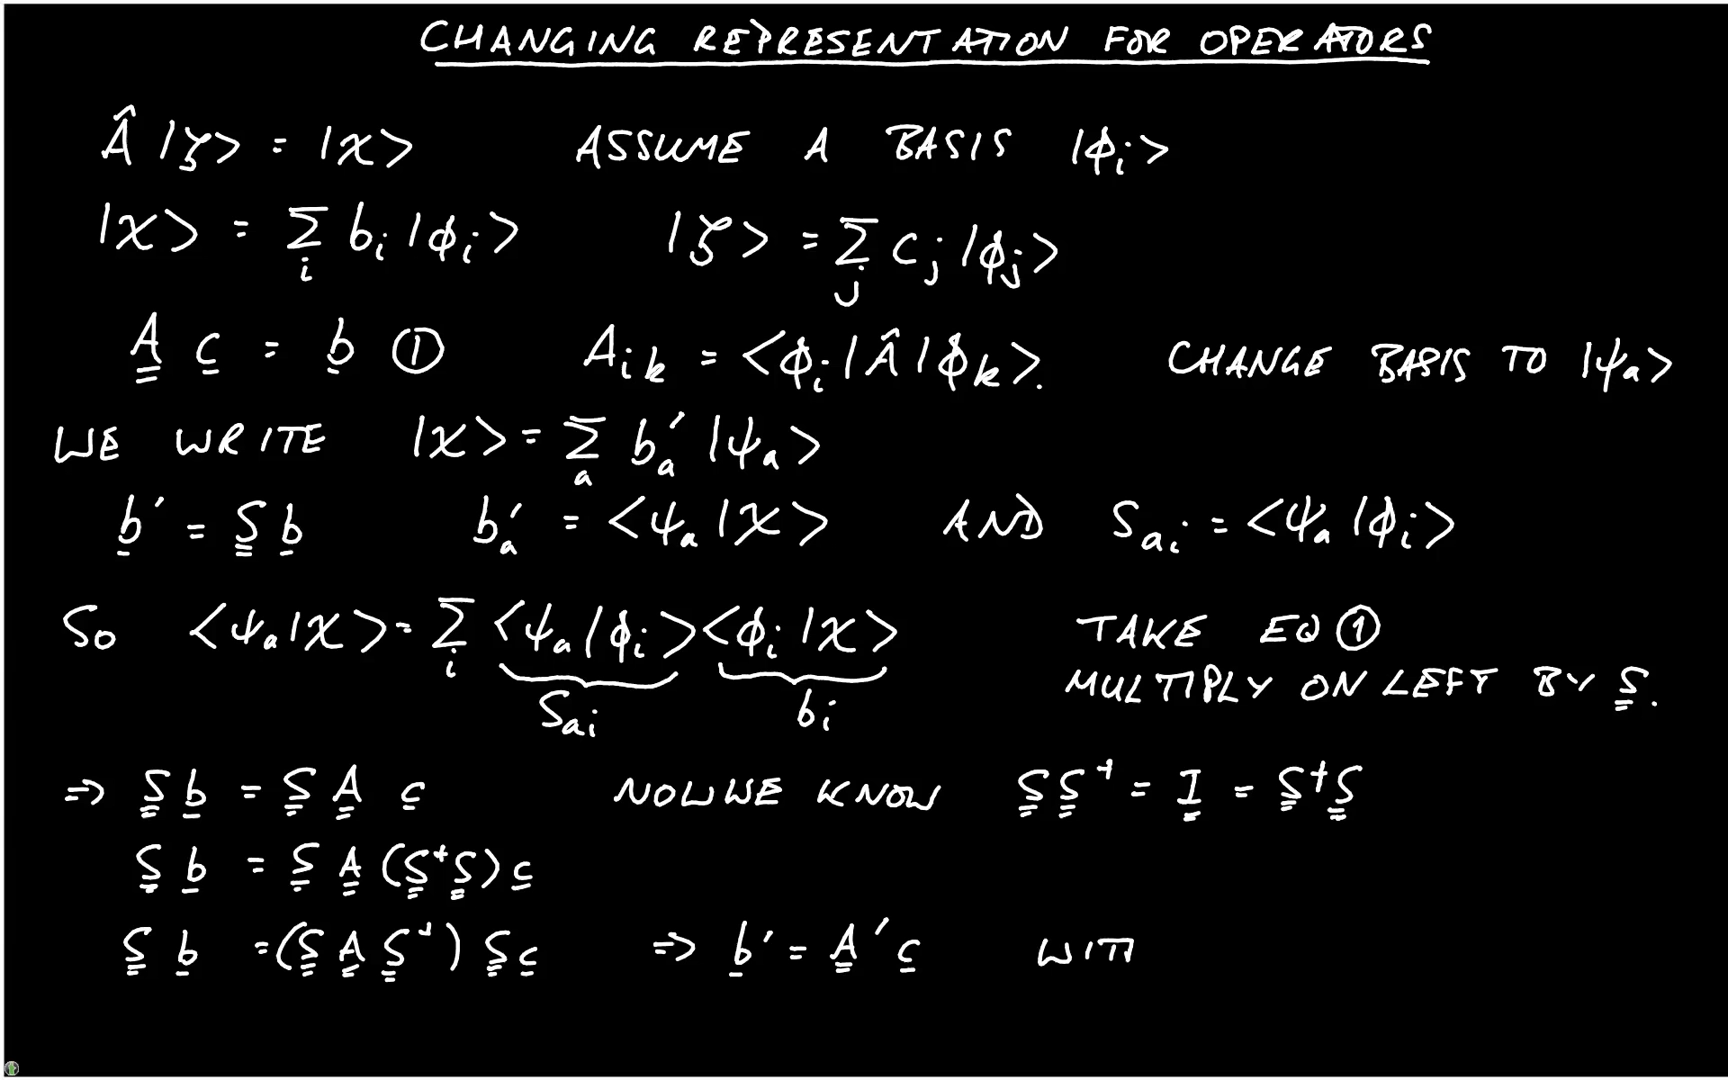 CHANGING REPRESENTATION FOR OPERATORS
Â |ζ> = |χ> ASSUME A BASIS |ϕᵢ>
|χ> = Σᵢ bᵢ |ϕᵢ> |ζ> = Σⱼ cⱼ |ϕⱼ>
A c = b ① Aᵢₖ = <ϕᵢ|Â|ϕₖ>. CHANGE BASIS TO |ψₐ>
WE WRITE |χ> = Σₐ bₐ′ |ψₐ>
b′ = S b bₐ′ = <ψₐ|χ> AND Sₐᵢ = <ψₐ|ϕᵢ>
SO <ψₐ|χ> = Σᵢ <ψₐ|ϕᵢ><ϕᵢ|χ> TAKE EQ ①
Sₐᵢ bᵢ MULTIPLY ON LEFT BY S.
⇒ S b = S A c NOW WE KNOW S S⁺ = I = S⁺S
S b = S A (S⁺S) c
S b = (S A S⁺) S c ⇒ b′ = A′ c WITH